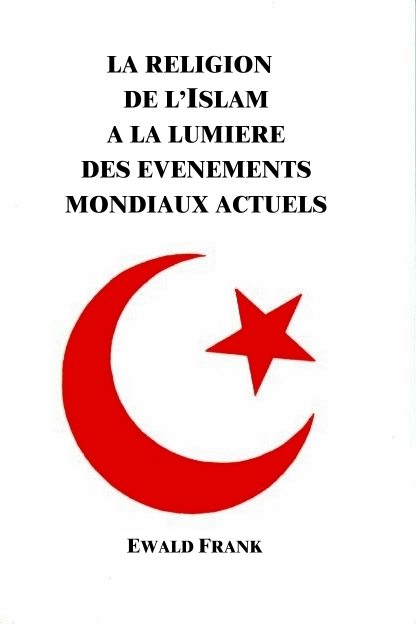 LA RELIGION
DE L'ISLAM
A LA LUMIERE
DES EVENEMENTS
MONDIAUX ACTUELS
EWALD FRANK